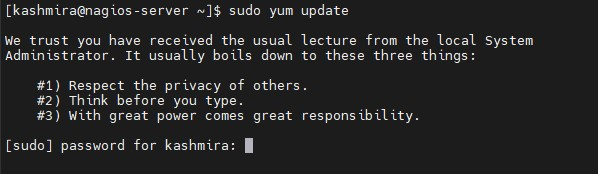 [kashmira@nagios-server ~]$ sudo yum update
We trust you have received the usual lecture from the local System
Administrator. It usually boils down to these three things:
#1) Respect the privacy of others.
#2) Think before you type.
#3) With great power comes great responsibility.
[sudo] password for kashmira: